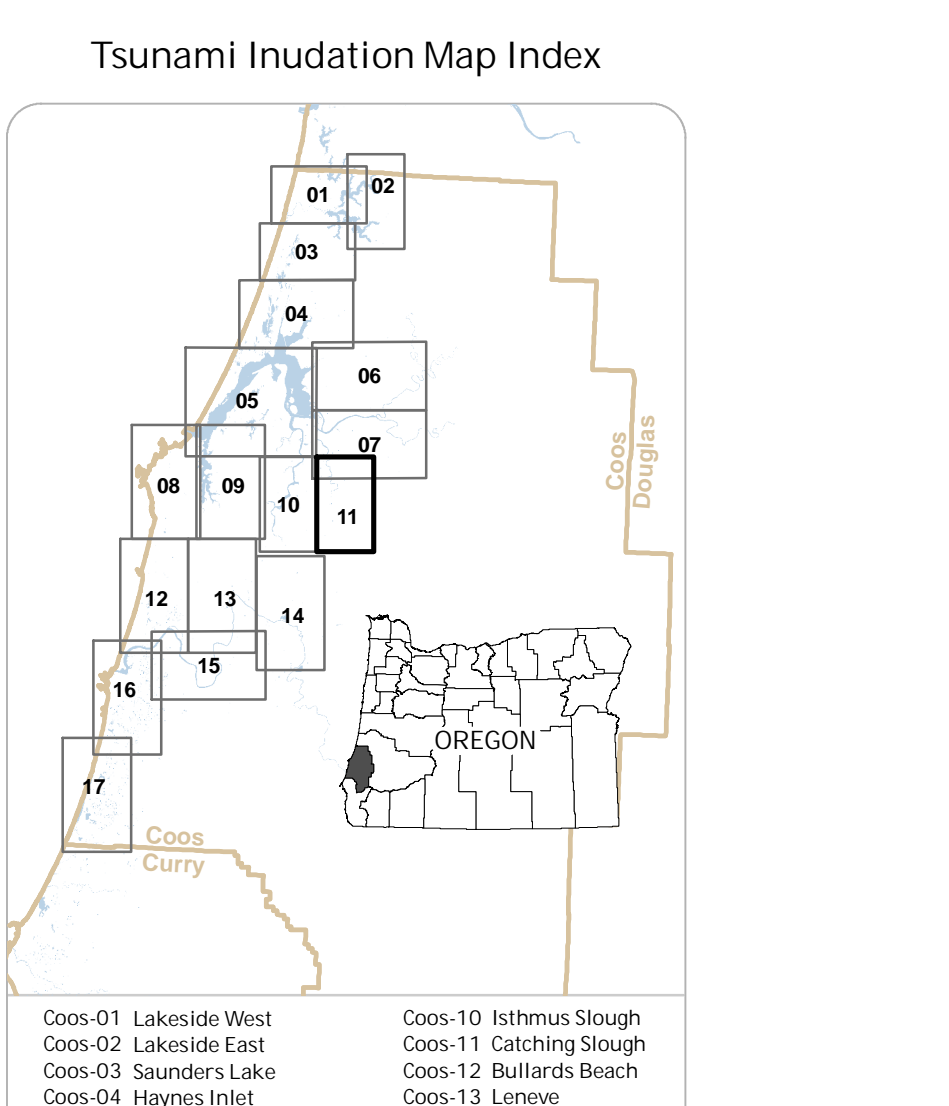 Tsunami Inudation Map Index
01
02
03
04
06
05
07
08
09
10
11
12
13
14
15
16
17
Coos
Douglas
OREGON
Coos
Curry
Coos-01 Lakeside West
Coos-02 Lakeside East
Coos-03 Saunders Lake
Coos-04 Haynes Inlet
Coos-10 Isthmus Slough
Coos-11 Catching Slough
Coos-12 Bullards Beach
Coos-13 Leneve